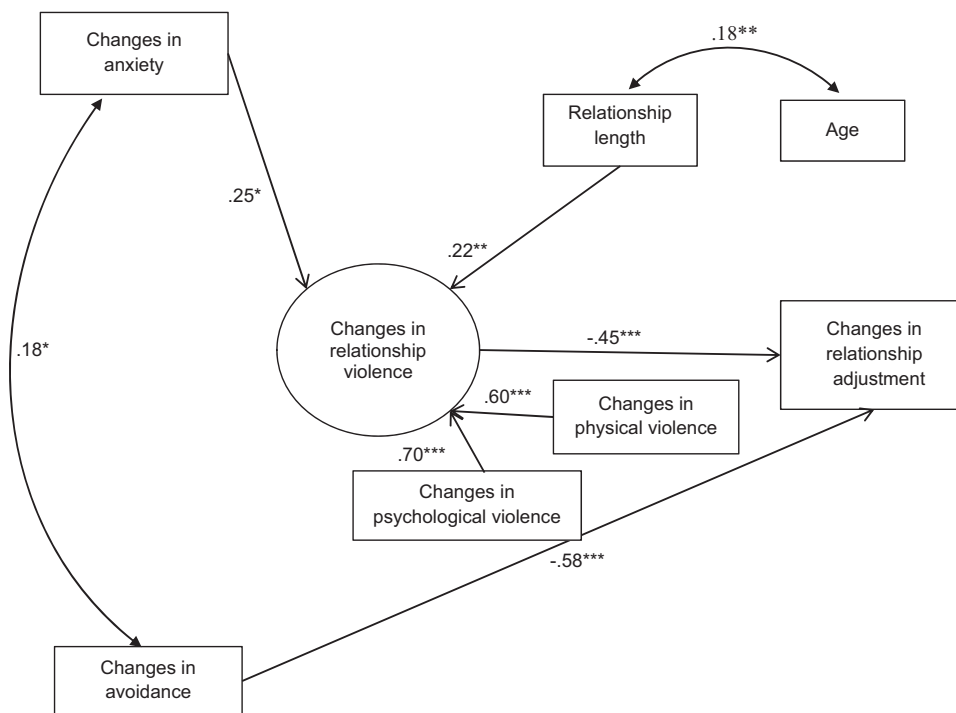 Changes in
anxiety
.18**
Relationship
length
Age
.25*
.22**
Changes in
relationship
violence
-.45***
Changes in
relationship
adjustment
.18*
.60***
Changes in
physical violence
.70***
Changes in
psychological violence
-.58***
Changes in
avoidance